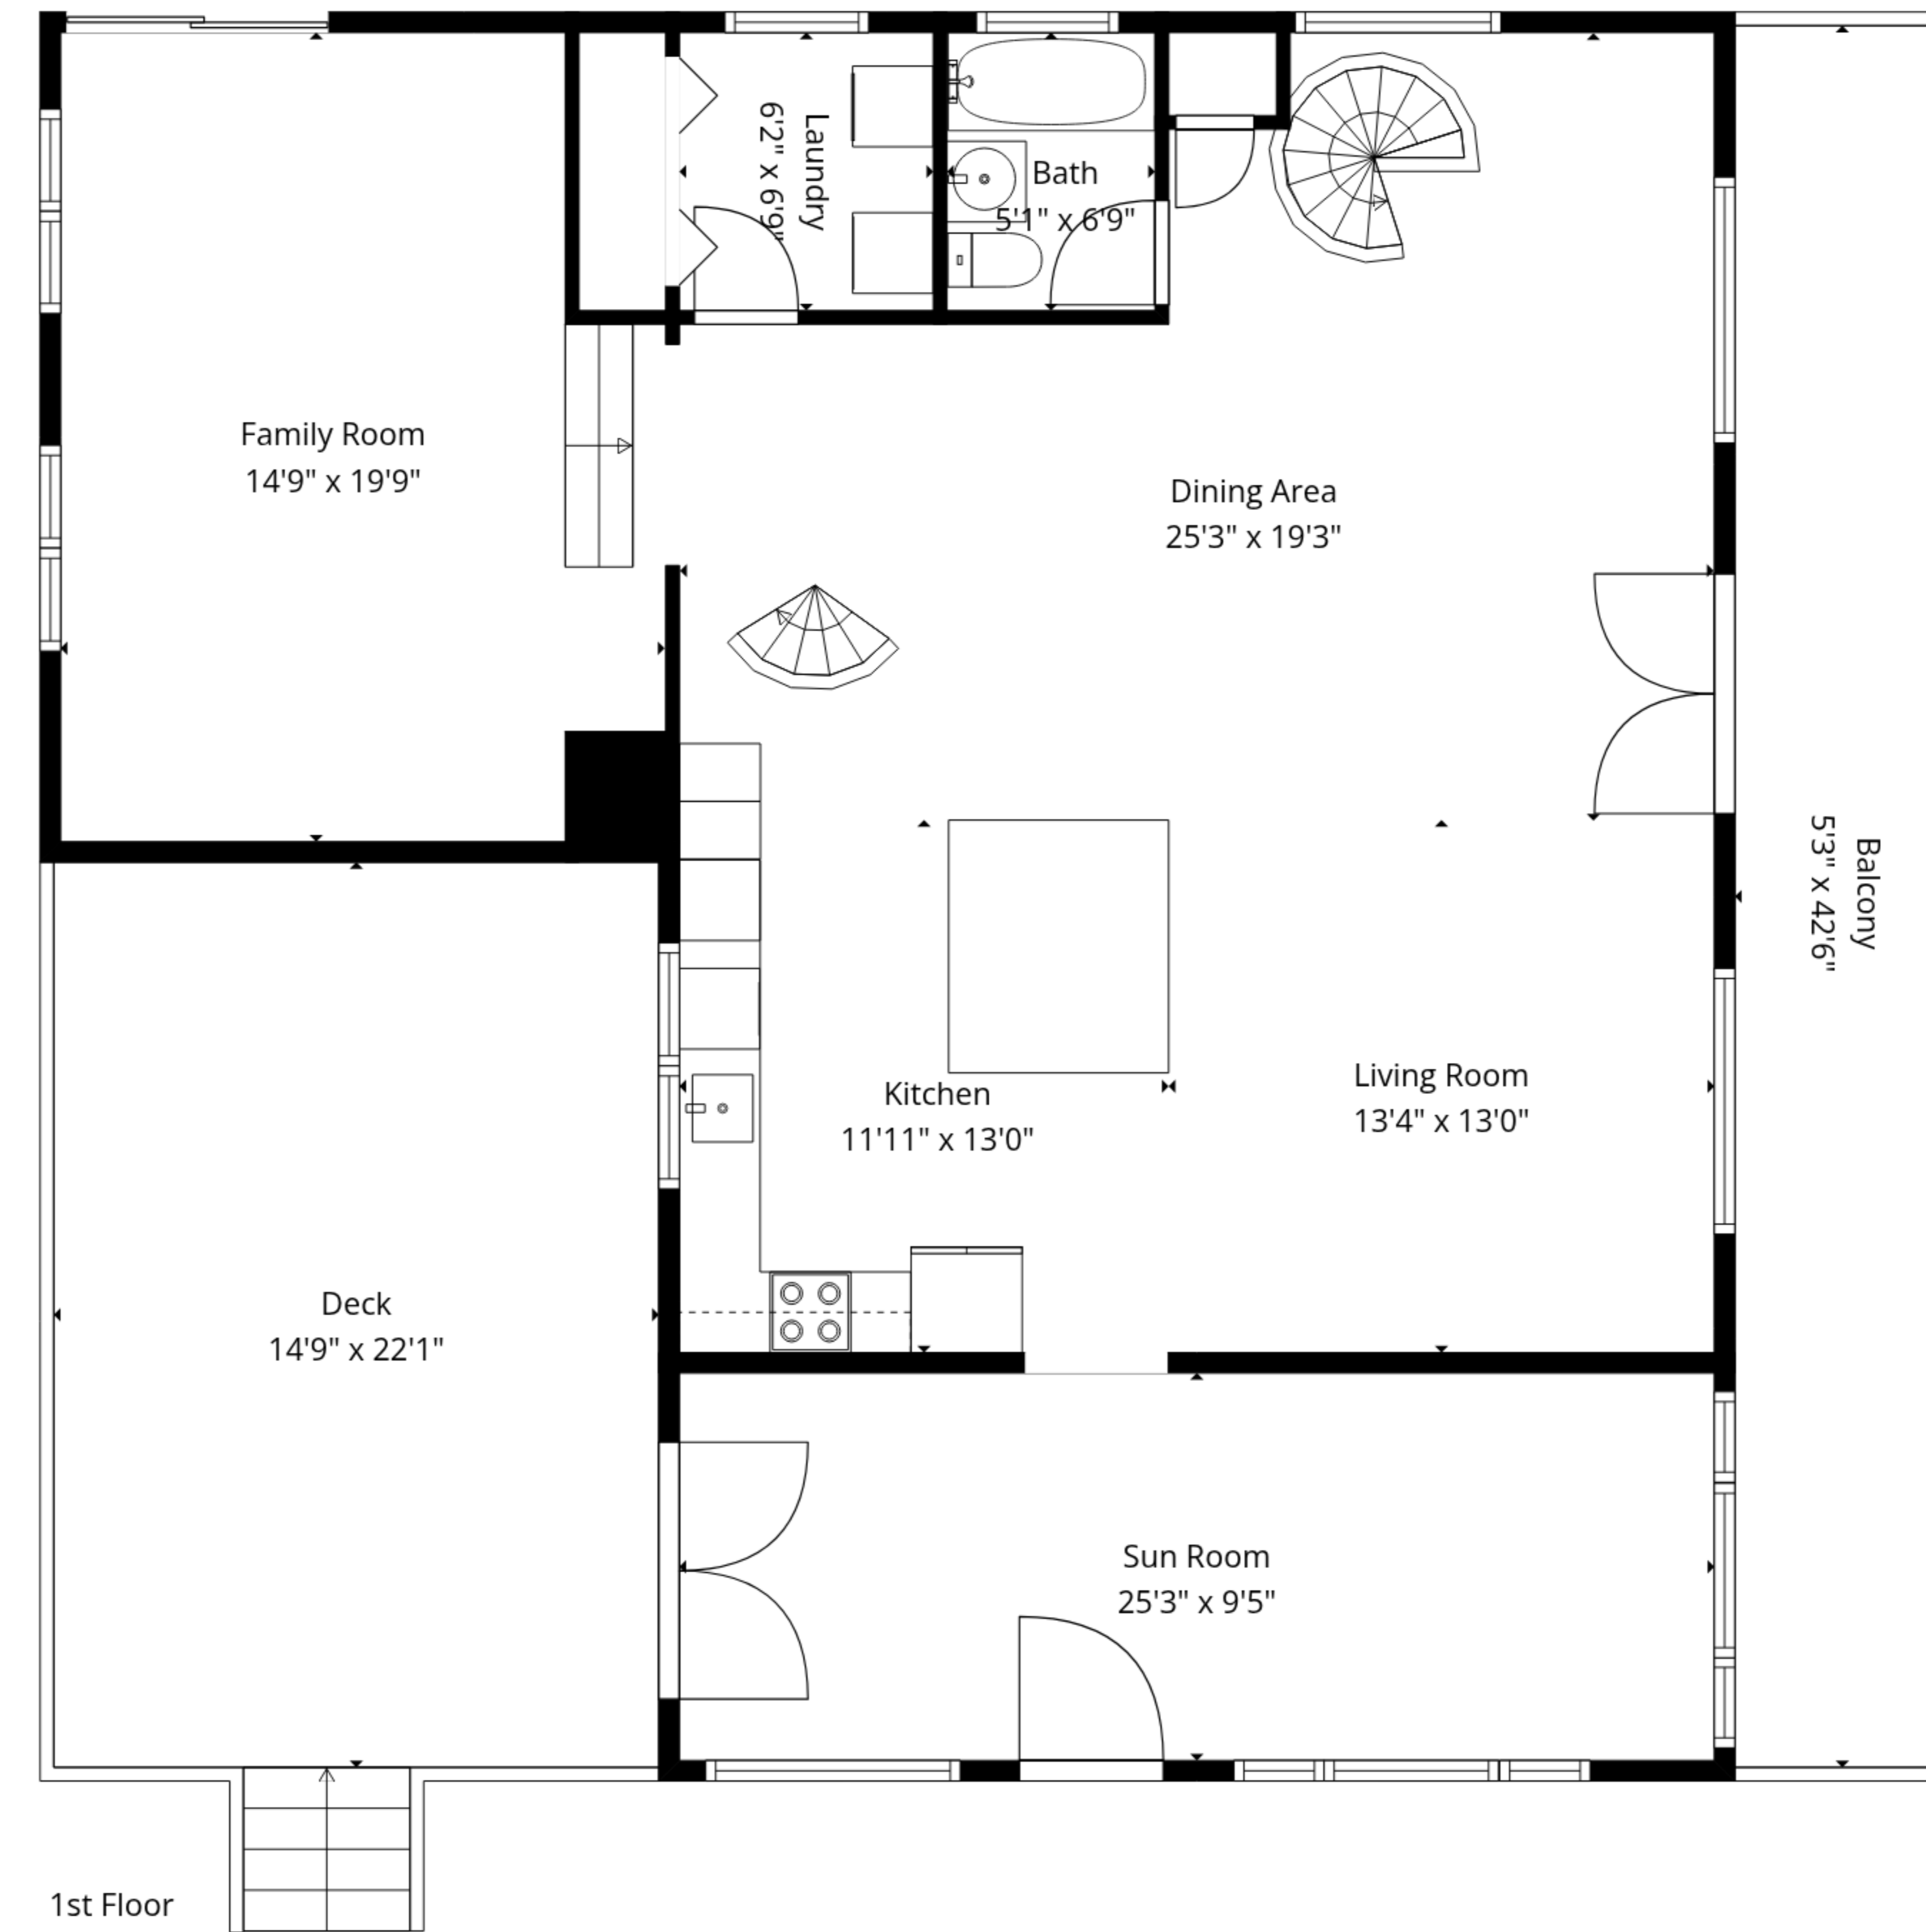 Laundry
6'2" x 6'9"
Bath
5'1" x 6'9"
Family Room
14'9" x 19'9"
Dining Area
25'3" x 19'3"
Balcony
5'3" x 42'6"
Kitchen
11'11" x 13'0"
Living Room
13'4" x 13'0"
Deck
14'9" x 22'1"
Sun Room
25'3" x 9'5"
1st Floor